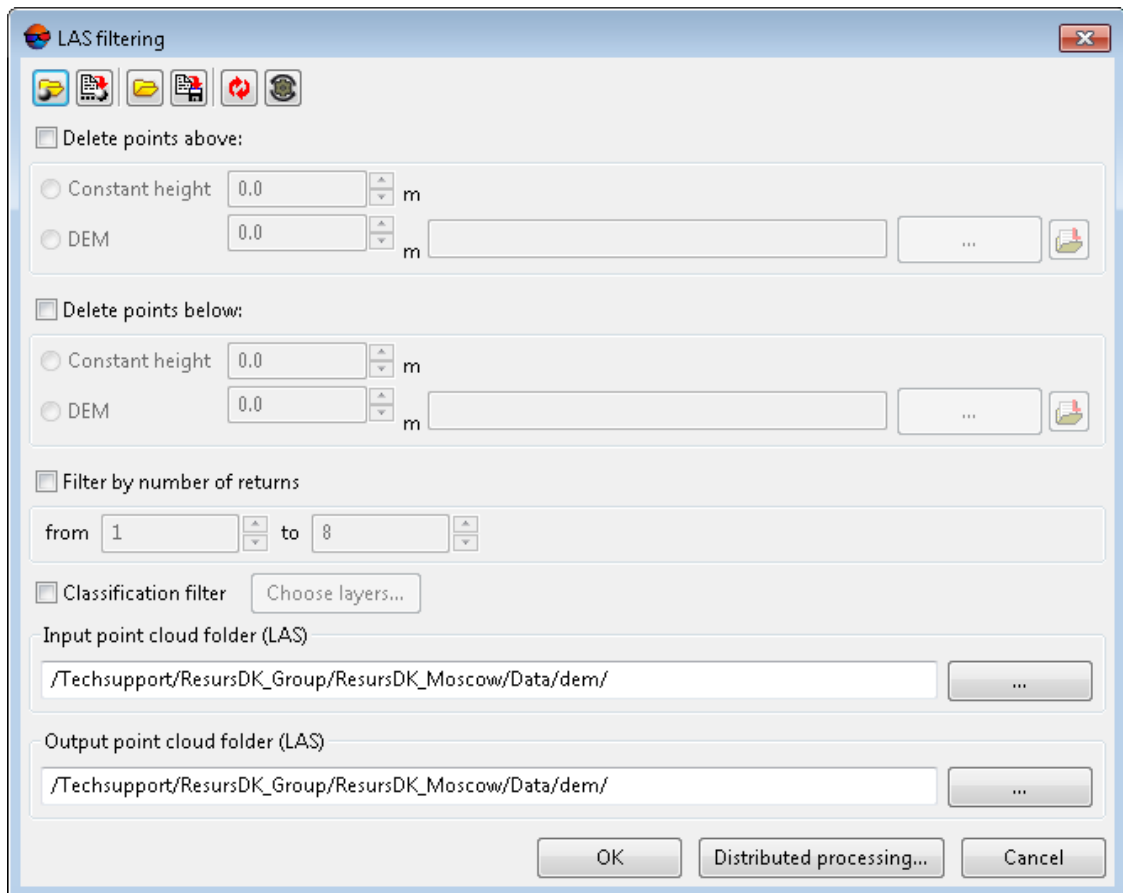 LAS filtering
Delete points above:
Constant height 0.0 m
DEM 0.0 m ...
Delete points below:
Constant height 0.0 m
DEM 0.0 m ...
Filter by number of returns
from 1 to 8
Classification filter Choose layers...
Input point cloud folder (LAS)
/Techsupport/ResursDK_Group/ResursDK_Moscow/Data/dem/ ...
Output point cloud folder (LAS)
/Techsupport/ResursDK_Group/ResursDK_Moscow/Data/dem/ ...
OK Distributed processing... Cancel